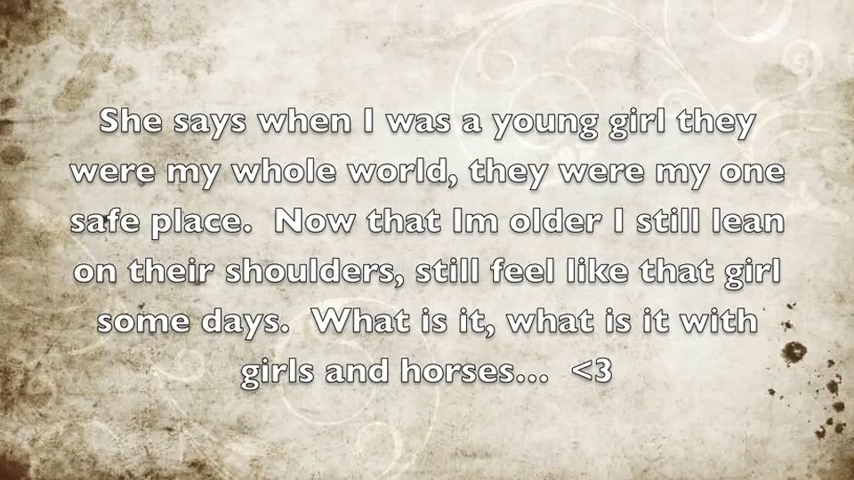 She says when I was a young girl they
were my whole world, they were my one
safe place.  Now that Im older I still lean
on their shoulders, still feel like that girl
some days.  What is it, what is it with
girls and horses...  <3